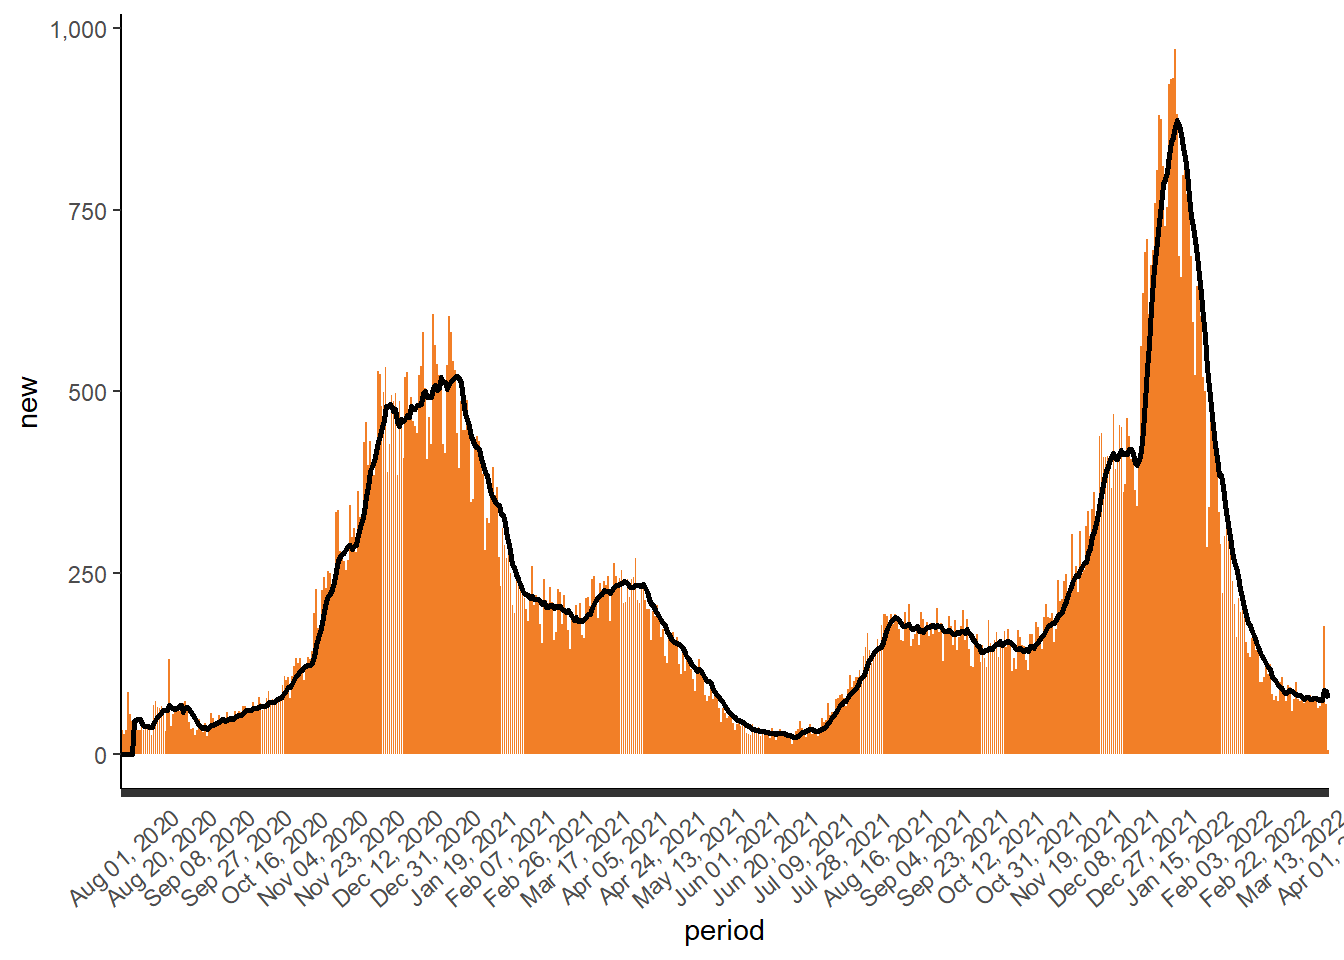 1,000
750
500
250
0
new
Aug 01, 2020
Aug 20, 2020
Sep 08, 2020
Sep 27, 2020
Oct 16, 2020
Nov 04, 2020
Nov 23, 2020
Dec 12, 2020
Dec 31, 2020
Jan 19, 2021
Feb 07, 2021
Feb 26, 2021
Mar 17, 2021
Apr 05, 2021
Apr 24, 2021
May 13, 2021
Jun 01, 2021
Jun 20, 2021
Jul 09, 2021
Jul 28, 2021
Aug 16, 2021
Sep 04, 2021
Sep 23, 2021
Oct 12, 2021
Oct 31, 2021
Nov 19, 2021
Dec 08, 2021
Dec 27, 2021
Jan 15, 2022
Feb 03, 2022
Feb 22, 2022
Mar 13, 2022
Apr 01,
period